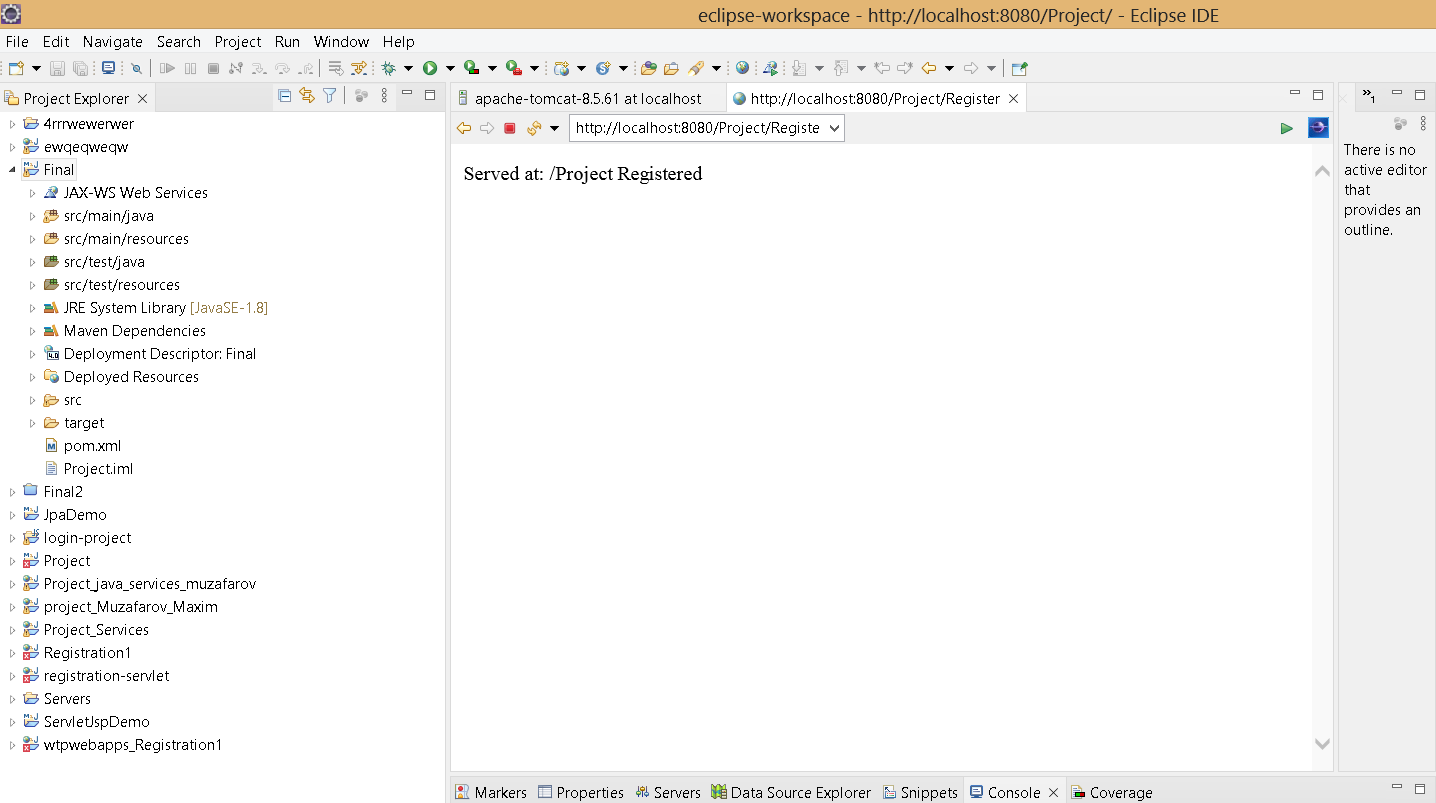 eclipse-workspace - http://localhost:8080/Project/ - Eclipse IDE
File Edit Navigate Search Project Run Window Help
Project Explorer
4rrrwewerwer
ewqeqweqw
Final
JAX-WS Web Services
src/main/java
src/main/resources
src/test/java
src/test/resources
JRE System Library [JavaSE-1.8]
Maven Dependencies
Deployment Descriptor: Final
Deployed Resources
src
target
pom.xml
Project.iml
Final2
JpaDemo
login-project
Project
Project_java_services_muzafarov
project_Muzafarov_Maxim
Project_Services
Registration1
registration-servlet
Servers
ServletJspDemo
wtpwebapps_Registration1
apache-tomcat-8.5.61 at localhost
http://localhost:8080/Project/Register
http://localhost:8080/Project/Registe
Served at: /Project Registered
1
There is no
active editor
that
provides an
outline.
Markers Properties Servers Data Source Explorer Snippets Console Coverage